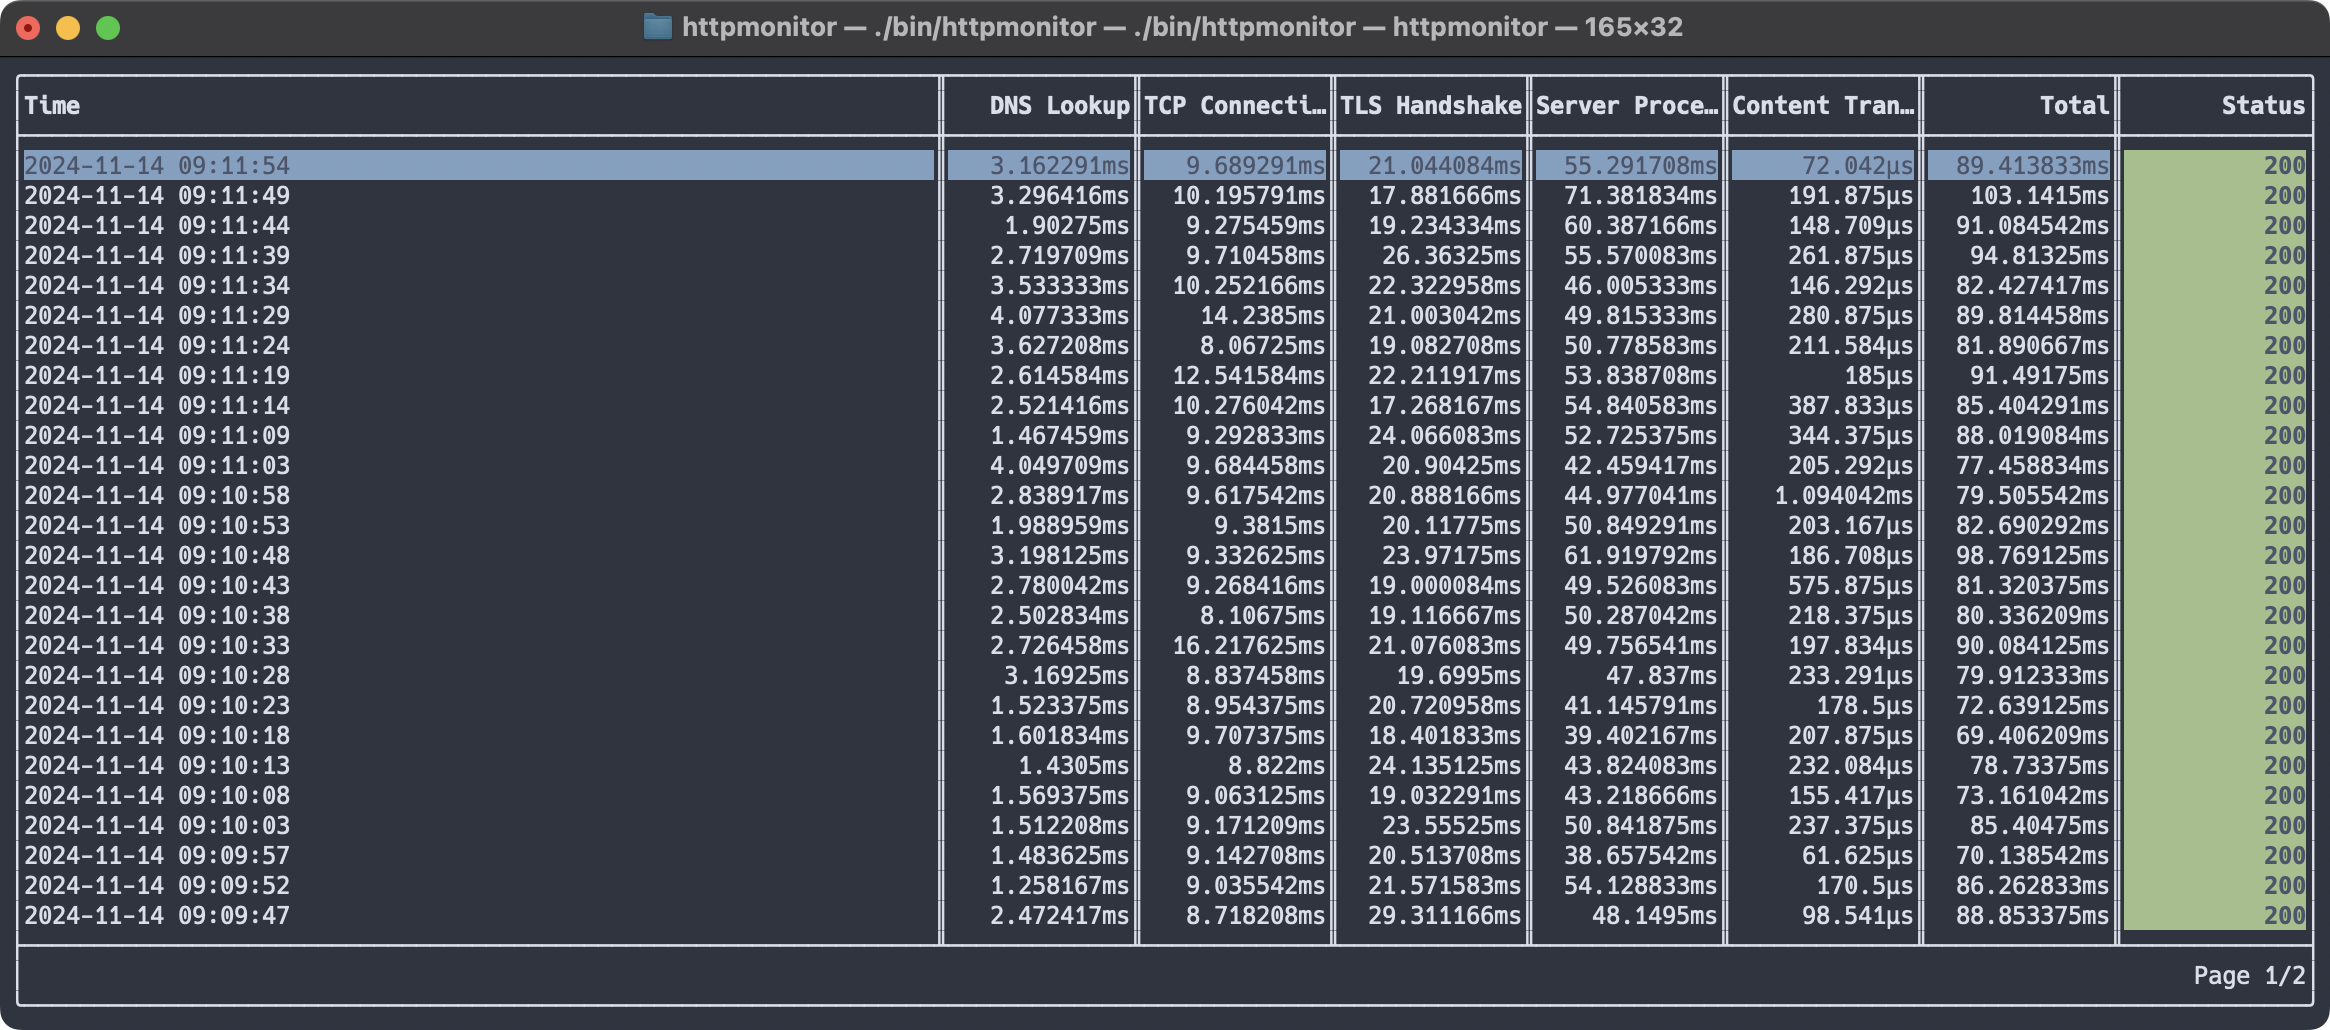 httpmonitor — ./bin/httpmonitor — ./bin/httpmonitor — httpmonitor — 165×32
Time DNS Lookup TCP Connecti… TLS Handshake Server Proce… Content Tran… Total Status
2024-11-14 09:11:54 3.162291ms 9.689291ms 21.044084ms 55.291708ms 72.042µs 89.413833ms 200
2024-11-14 09:11:49 3.296416ms 10.195791ms 17.881666ms 71.381834ms 191.875µs 103.1415ms 200
2024-11-14 09:11:44 1.90275ms 9.275459ms 19.234334ms 60.387166ms 148.709µs 91.084542ms 200
2024-11-14 09:11:39 2.719709ms 9.710458ms 26.36325ms 55.570083ms 261.875µs 94.81325ms 200
2024-11-14 09:11:34 3.533333ms 10.252166ms 22.322958ms 46.005333ms 146.292µs 82.427417ms 200
2024-11-14 09:11:29 4.077333ms 14.2385ms 21.003042ms 49.815333ms 280.875µs 89.814458ms 200
2024-11-14 09:11:24 3.627208ms 8.06725ms 19.082708ms 50.778583ms 211.584µs 81.890667ms 200
2024-11-14 09:11:19 2.614584ms 12.541584ms 22.211917ms 53.838708ms 185µs 91.49175ms 200
2024-11-14 09:11:14 2.521416ms 10.276042ms 17.268167ms 54.840583ms 387.833µs 85.404291ms 200
2024-11-14 09:11:09 1.467459ms 9.292833ms 24.066083ms 52.725375ms 344.375µs 88.019084ms 200
2024-11-14 09:11:03 4.049709ms 9.684458ms 20.90425ms 42.459417ms 205.292µs 77.458834ms 200
2024-11-14 09:10:58 2.838917ms 9.617542ms 20.888166ms 44.977041ms 1.094042ms 79.505542ms 200
2024-11-14 09:10:53 1.988959ms 9.3815ms 20.11775ms 50.849291ms 203.167µs 82.690292ms 200
2024-11-14 09:10:48 3.198125ms 9.332625ms 23.97175ms 61.919792ms 186.708µs 98.769125ms 200
2024-11-14 09:10:43 2.780042ms 9.268416ms 19.000084ms 49.526083ms 575.875µs 81.320375ms 200
2024-11-14 09:10:38 2.502834ms 8.10675ms 19.116667ms 50.287042ms 218.375µs 80.336209ms 200
2024-11-14 09:10:33 2.726458ms 16.217625ms 21.076083ms 49.756541ms 197.834µs 90.084125ms 200
2024-11-14 09:10:28 3.16925ms 8.837458ms 19.6995ms 47.837ms 233.291µs 79.912333ms 200
2024-11-14 09:10:23 1.523375ms 8.954375ms 20.720958ms 41.145791ms 178.5µs 72.639125ms 200
2024-11-14 09:10:18 1.601834ms 9.707375ms 18.401833ms 39.402167ms 207.875µs 69.406209ms 200
2024-11-14 09:10:13 1.4305ms 8.822ms 24.135125ms 43.824083ms 232.084µs 78.73375ms 200
2024-11-14 09:10:08 1.569375ms 9.063125ms 19.032291ms 43.218666ms 155.417µs 73.161042ms 200
2024-11-14 09:10:03 1.512208ms 9.171209ms 23.55525ms 50.841875ms 237.375µs 85.40475ms 200
2024-11-14 09:09:57 1.483625ms 9.142708ms 20.513708ms 38.657542ms 61.625µs 70.138542ms 200
2024-11-14 09:09:52 1.258167ms 9.035542ms 21.571583ms 54.128833ms 170.5µs 86.262833ms 200
2024-11-14 09:09:47 2.472417ms 8.718208ms 29.311166ms 48.1495ms 98.541µs 88.853375ms 200
Page 1/2